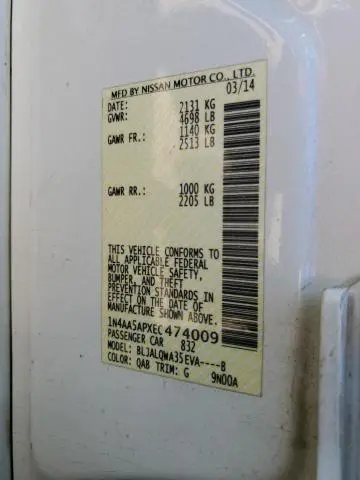 MFD BY NISSAN MOTOR CO., LTD.
DATE: 03/14
GVWR: 2131 KG
4698 LB
GAWR FR.: 1140 KG
2513 LB
GAWR RR.: 1000 KG
2205 LB
THIS VEHICLE CONFORMS TO
ALL APPLICABLE FEDERAL
MOTOR VEHICLE SAFETY,
BUMPER, AND THEFT
PREVENTION STANDARDS IN
EFFECT ON THE DATE OF
MANUFACTURE SHOWN ABOVE.
1N4AA5APXEC474009
PASSENGER CAR 832
MODEL: BLJALQWA35EVA----B
COLOR: QAB TRIM: G 9N00A